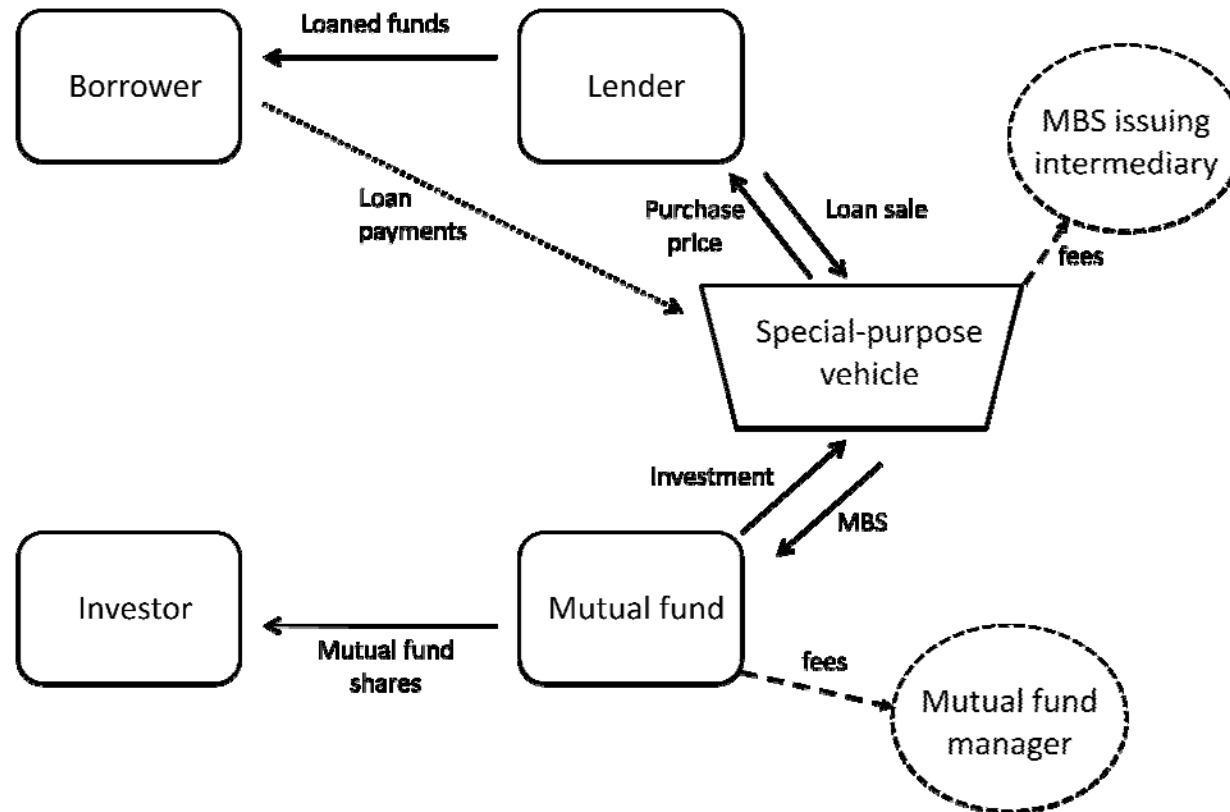 Loaned funds
Borrower
Lender
MBS issuing
intermediary
Loan
payments
Purchase
price
Loan sale
fees
Special-purpose
vehicle
Investment
MBS
Investor
Mutual fund
Mutual fund
shares
fees
Mutual fund
manager